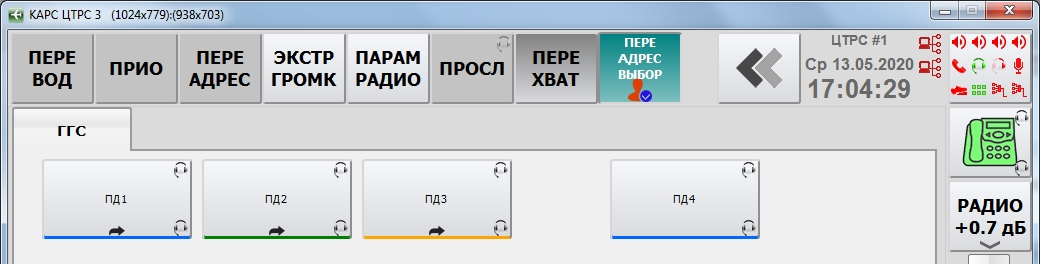 КАРС ЦТРС 3 (1024x779):(938x703)
ПЕРЕ
ВОД
ПРИО
ПЕРЕ
АДРЕС
ЭКСТР
ГРОМК
ПАРАМ
РАДИО
ПРОСЛ
ПЕРЕ
ХВАТ
ПЕРЕ
АДРЕС
ВЫБОР
ЦТРС #1
Ср 13.05.2020
17:04:29
ГГС
ПД1
ПД2
ПД3
ПД4
РАДИО
+0.7 дБ